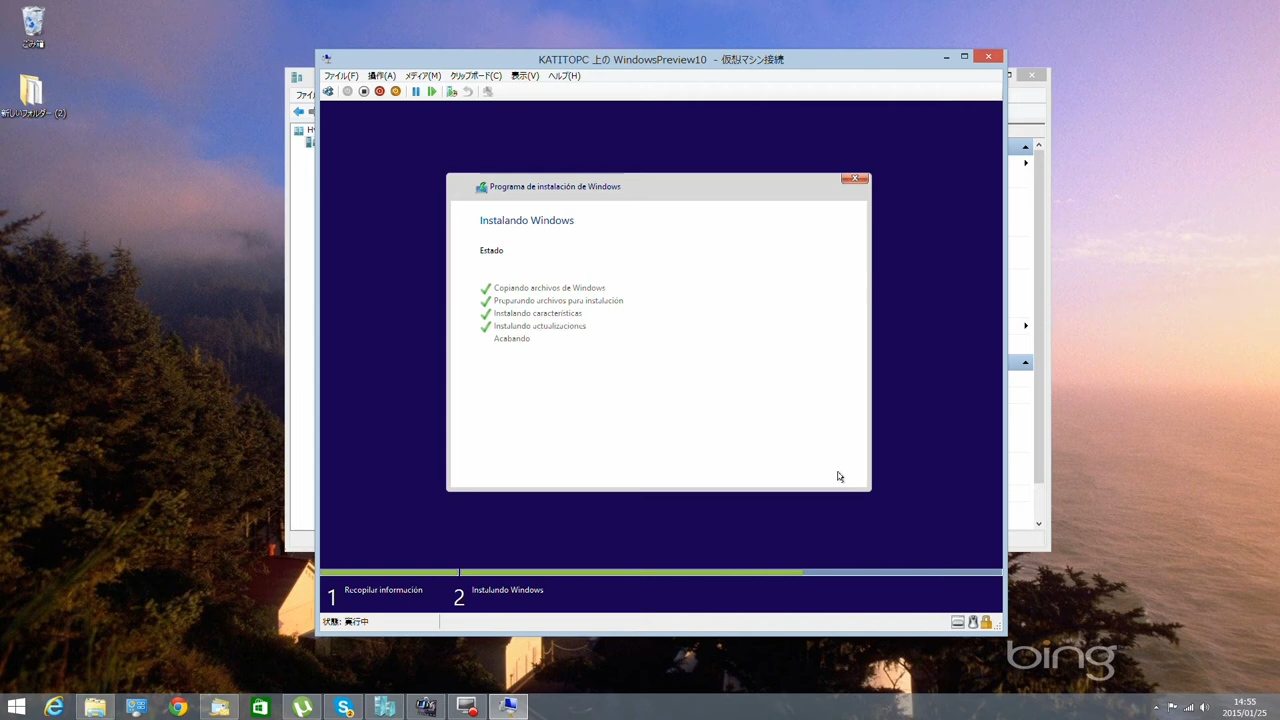 ごみ箱
新しいフォルダー (2)
KATITOPC 上の WindowsPreview10 - 仮想マシン接続
ファイル(F) 操作(A) メディア(M) クリップボード(C) 表示(V) ヘルプ(H)
ファイル
Programa de instalación de Windows
Instalando Windows
Estado
Copiando archivos de Windows
Preparando archivos para instalación
Instalando características
Instalando actualizaciones
Acabando
1 Recopilar información 2 Instalando Windows
状態: 実行中
bing
14:55
2015/01/25